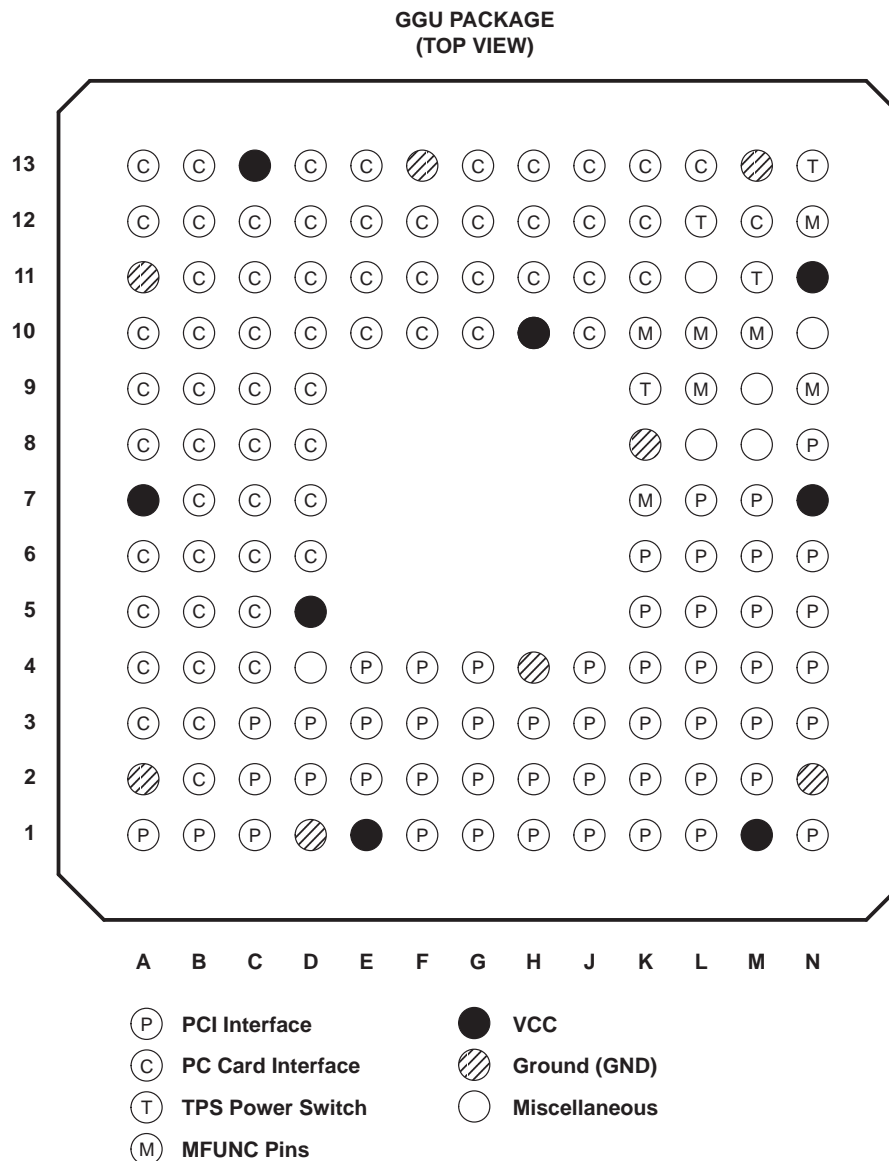 GGU PACKAGE
(TOP VIEW)
13 C C C C C C C C C T
12 C C C C C C C C C C T C M
11 C C C C C C C C C T
10 C C C C C C C C M M M
9 C C C C T M M
8 C C C C P
7 C C C M P P
6 C C C C P P P P
5 C C C P P P P
4 C C C P P P P P P P P
3 C C P P P P P P P P P P P
2 C P P P P P P P P P P
1 P P P P P P P P P P
A B C D E F G H J K L M N
P PCI Interface VCC
C PC Card Interface Ground (GND)
T TPS Power Switch Miscellaneous
M MFUNC Pins